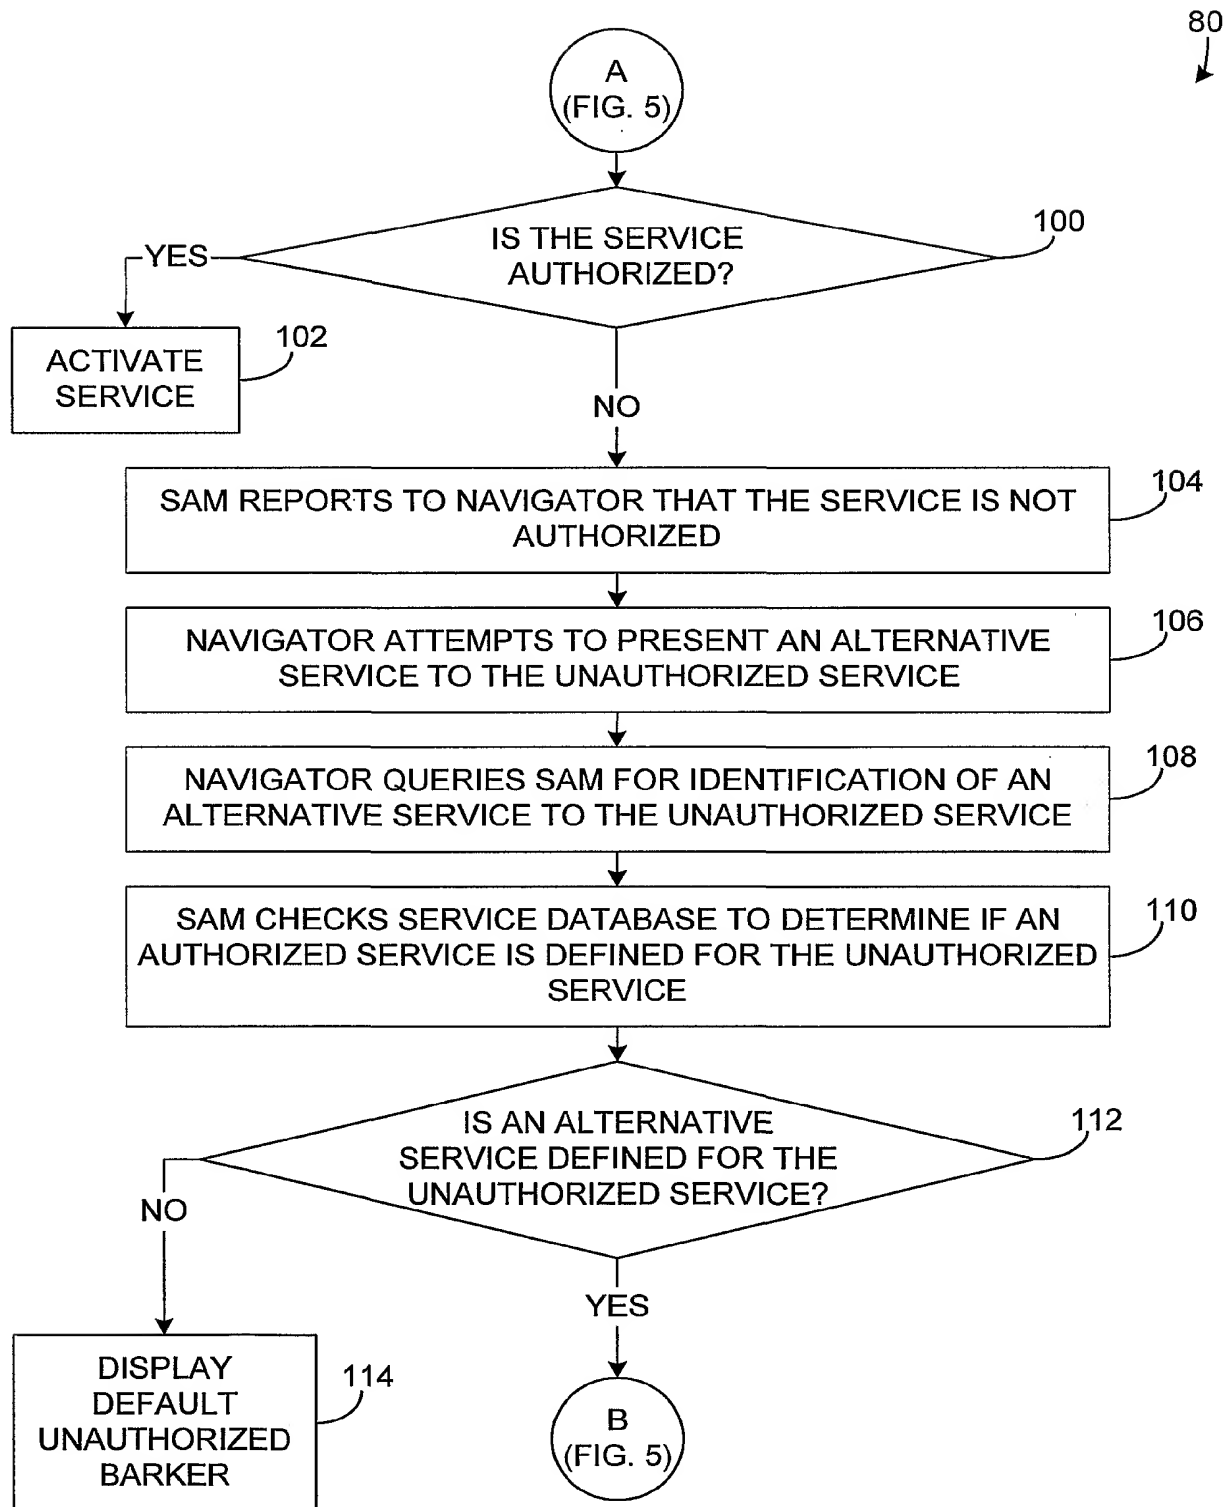 80
A
(FIG. 5)
IS THE SERVICE
AUTHORIZED?
100
YES
ACTIVATE
SERVICE
102
NO
SAM REPORTS TO NAVIGATOR THAT THE SERVICE IS NOT
AUTHORIZED
104
NAVIGATOR ATTEMPTS TO PRESENT AN ALTERNATIVE
SERVICE TO THE UNAUTHORIZED SERVICE
106
NAVIGATOR QUERIES SAM FOR IDENTIFICATION OF AN
ALTERNATIVE SERVICE TO THE UNAUTHORIZED SERVICE
108
SAM CHECKS SERVICE DATABASE TO DETERMINE IF AN
AUTHORIZED SERVICE IS DEFINED FOR THE UNAUTHORIZED
SERVICE
110
IS AN ALTERNATIVE
SERVICE DEFINED FOR THE
UNAUTHORIZED SERVICE?
112
NO
YES
DISPLAY
DEFAULT
UNAUTHORIZED
BARKER
114
B
(FIG. 5)